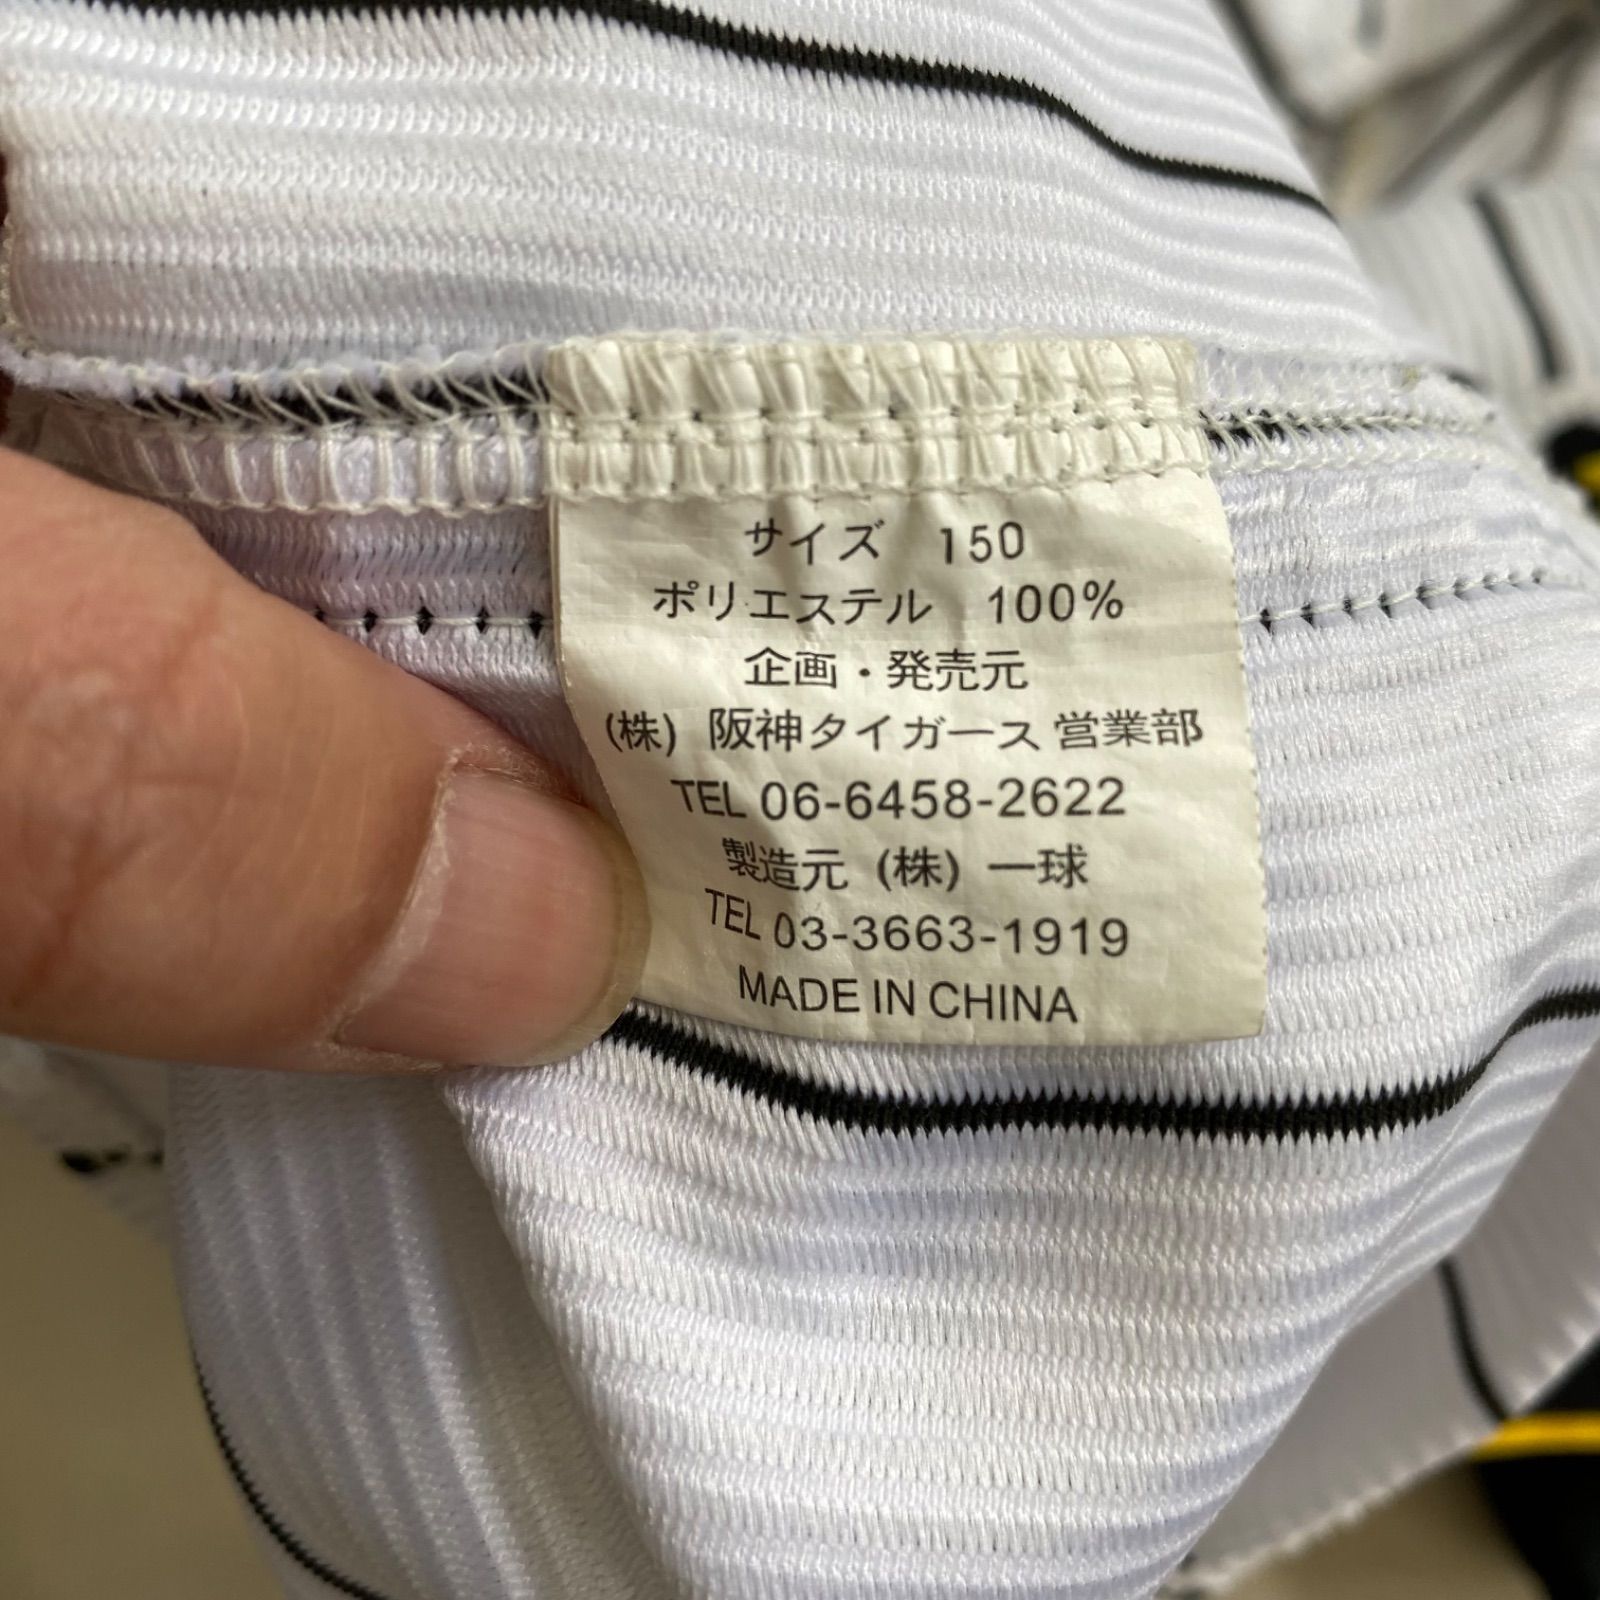 サイズ 150
ポリエステル 100%
企画・発売元
(株) 阪神タイガース 営業部
TEL 06-6458-2622
製造元 (株) 一球
TEL 03-3663-1919
MADE IN CHINA